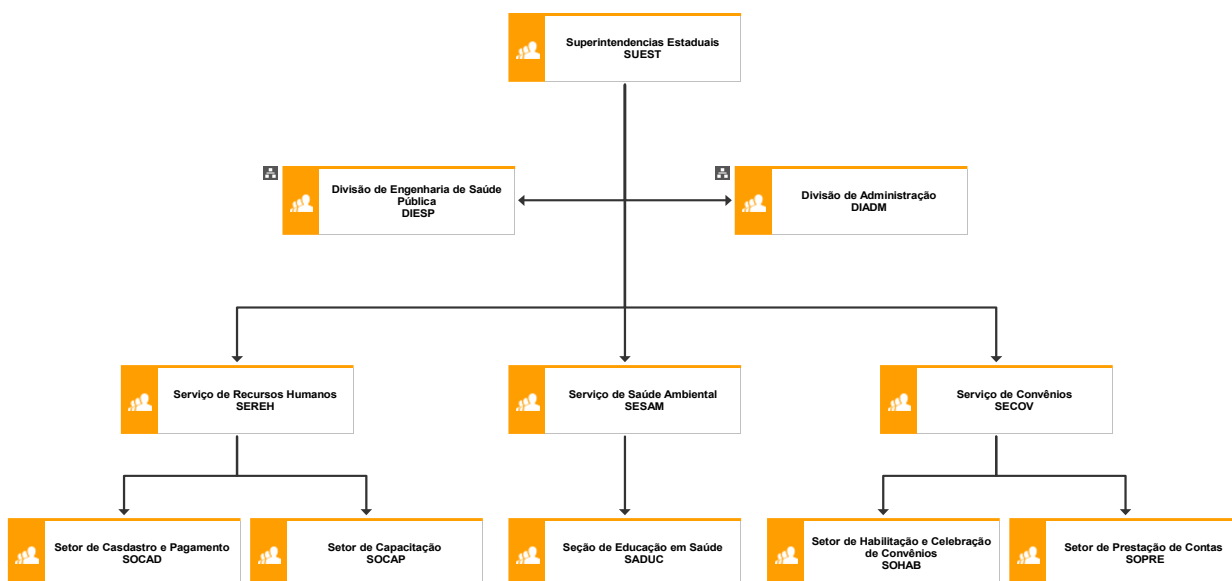 Superintendencias Estaduais
SUEST
Divisão de Engenharia de Saúde
Pública
DIESP
Divisão de Administração
DIADM
Serviço de Recursos Humanos
SEREH
Serviço de Saúde Ambiental
SESAM
Serviço de Convênios
SECOV
Setor de Casdastro e Pagamento
SOCAD
Setor de Capacitação
SOCAP
Seção de Educação em Saúde
SADUC
Setor de Habilitação e Celebração
de Convênios
SOHAB
Setor de Prestação de Contas
SOPRE